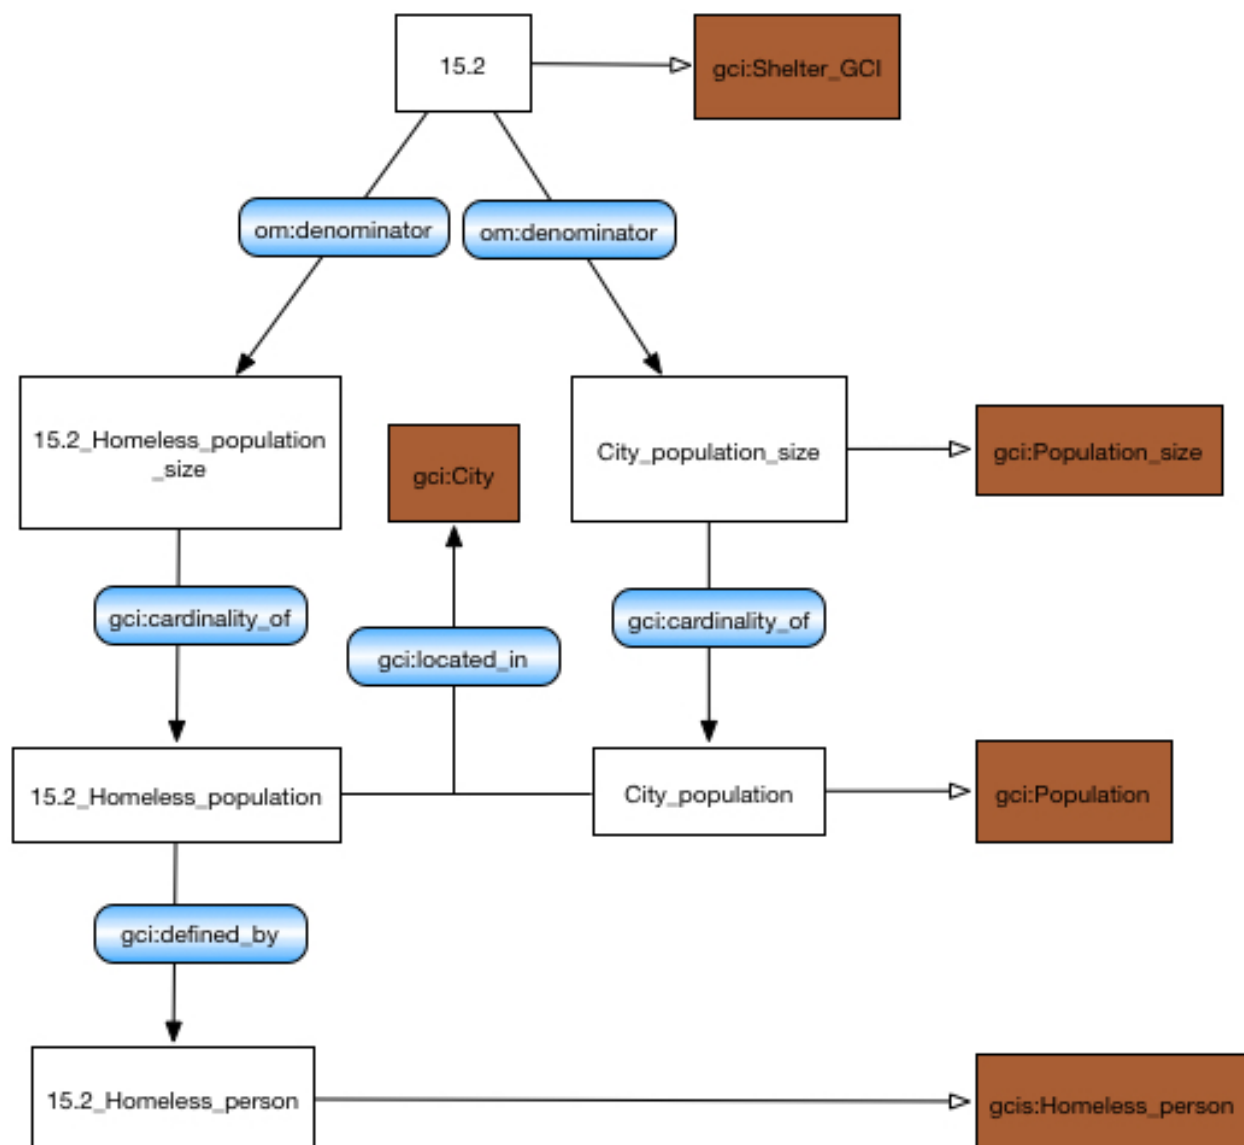 15.2
gci:Shelter_GCI
om:denominator
om:denominator
15.2_Homeless_population
_size
gci:City
City_population_size
gci:Population_size
gci:cardinality_of
gci:located_in
gci:cardinality_of
15.2_Homeless_population
City_population
gci:Population
gci:defined_by
15.2_Homeless_person
gcis:Homeless_person